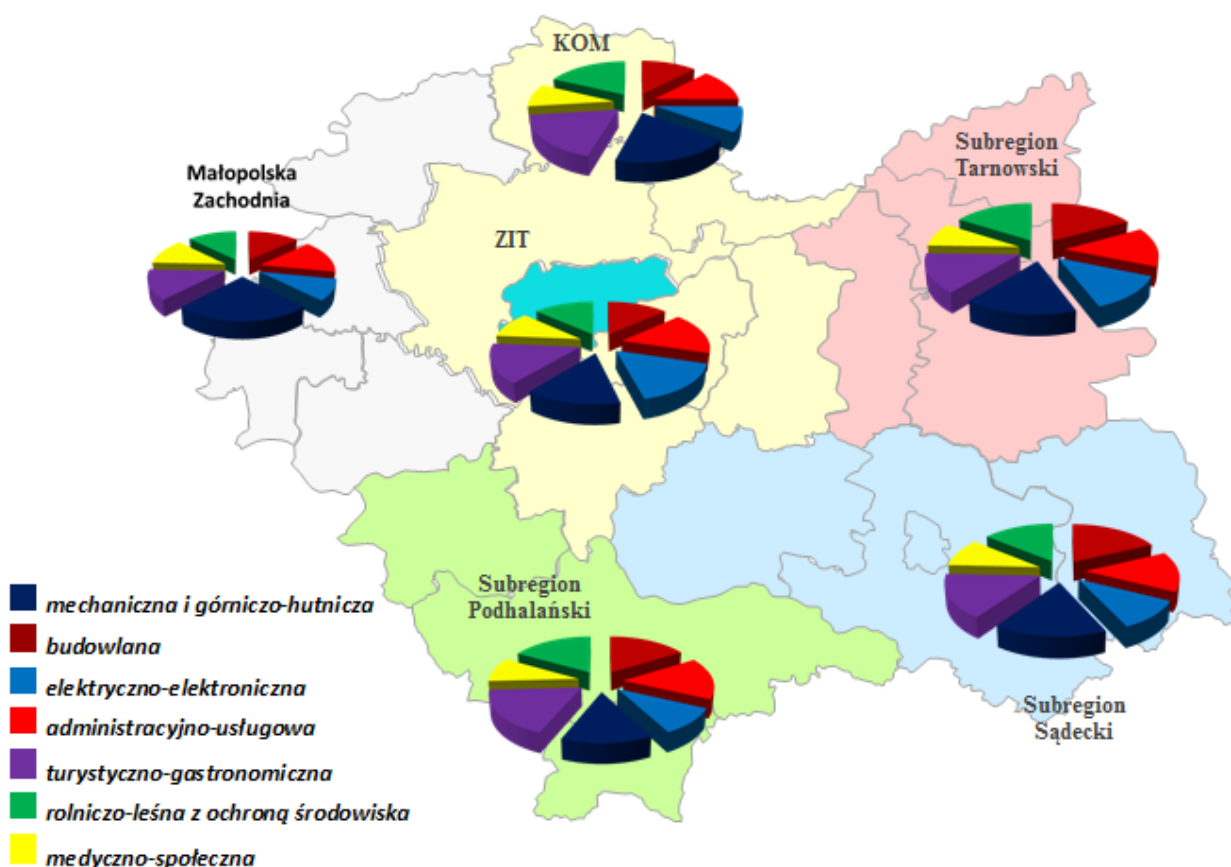 KOM
Subregion
Tarnowski
Małopolska
Zachodnia
ZIT
Subregion
Podhalański
Subregion
Sądecki
mechaniczna i górniczo-hutnicza
budowlana
elektryczno-elektroniczna
administracyjno-usługowa
turystyczno-gastronomiczna
rolniczo-leśna z ochroną środowiska
medyczno-społeczna